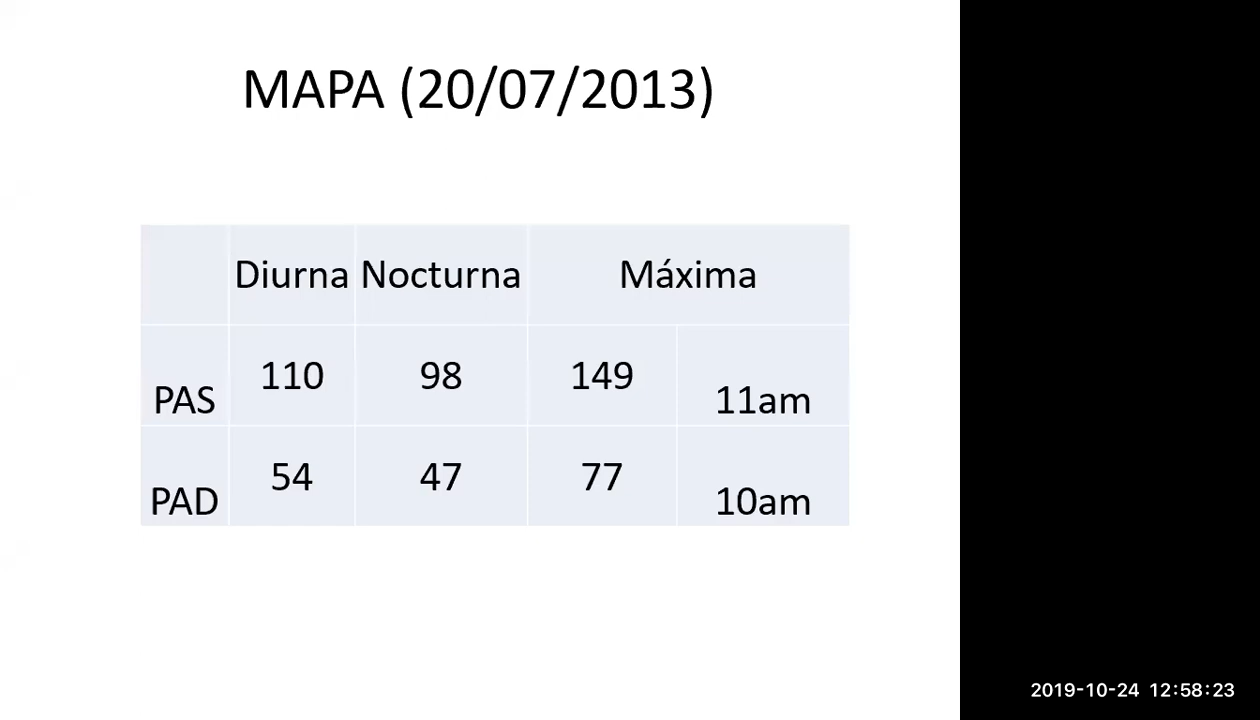 MAPA (20/07/2013)
Diurna Nocturna Máxima
PAS 110 98 149 11am
PAD 54 47 77 10am
2019-10-24 12:58:23